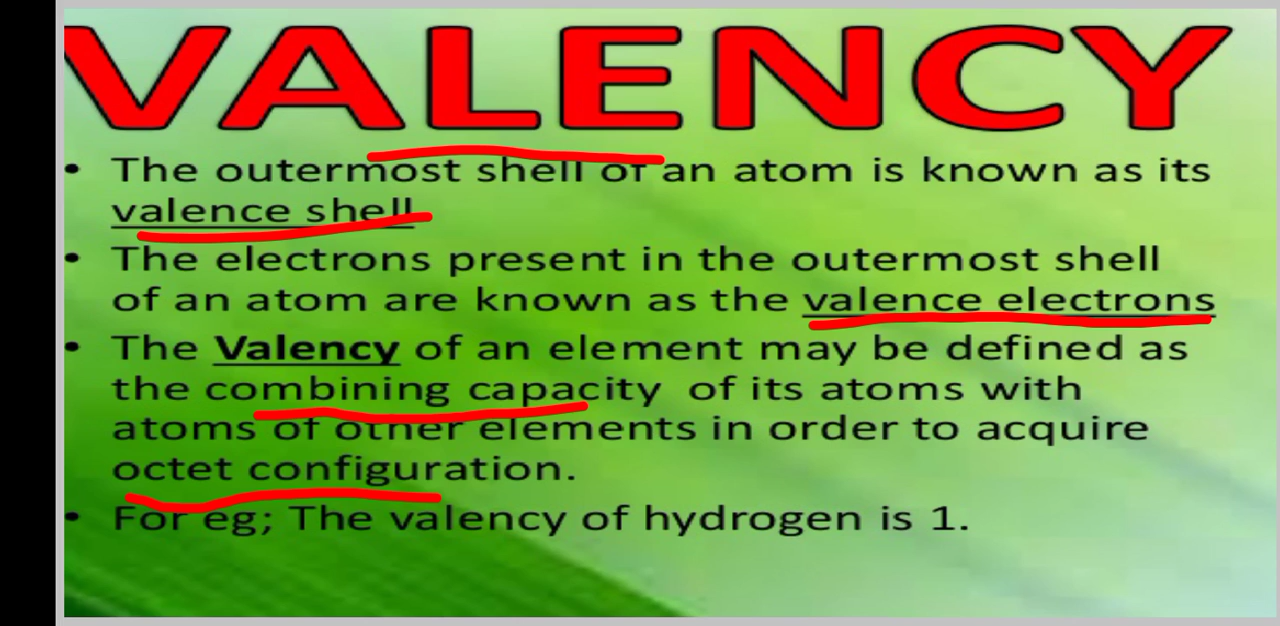 VALENCY
• The outermost shell of an atom is known as its
valence shell
• The electrons present in the outermost shell
of an atom are known as the valence electrons
• The Valency of an element may be defined as
the combining capacity of its atoms with
atoms of other elements in order to acquire
octet configuration.
• For eg; The valency of hydrogen is 1.